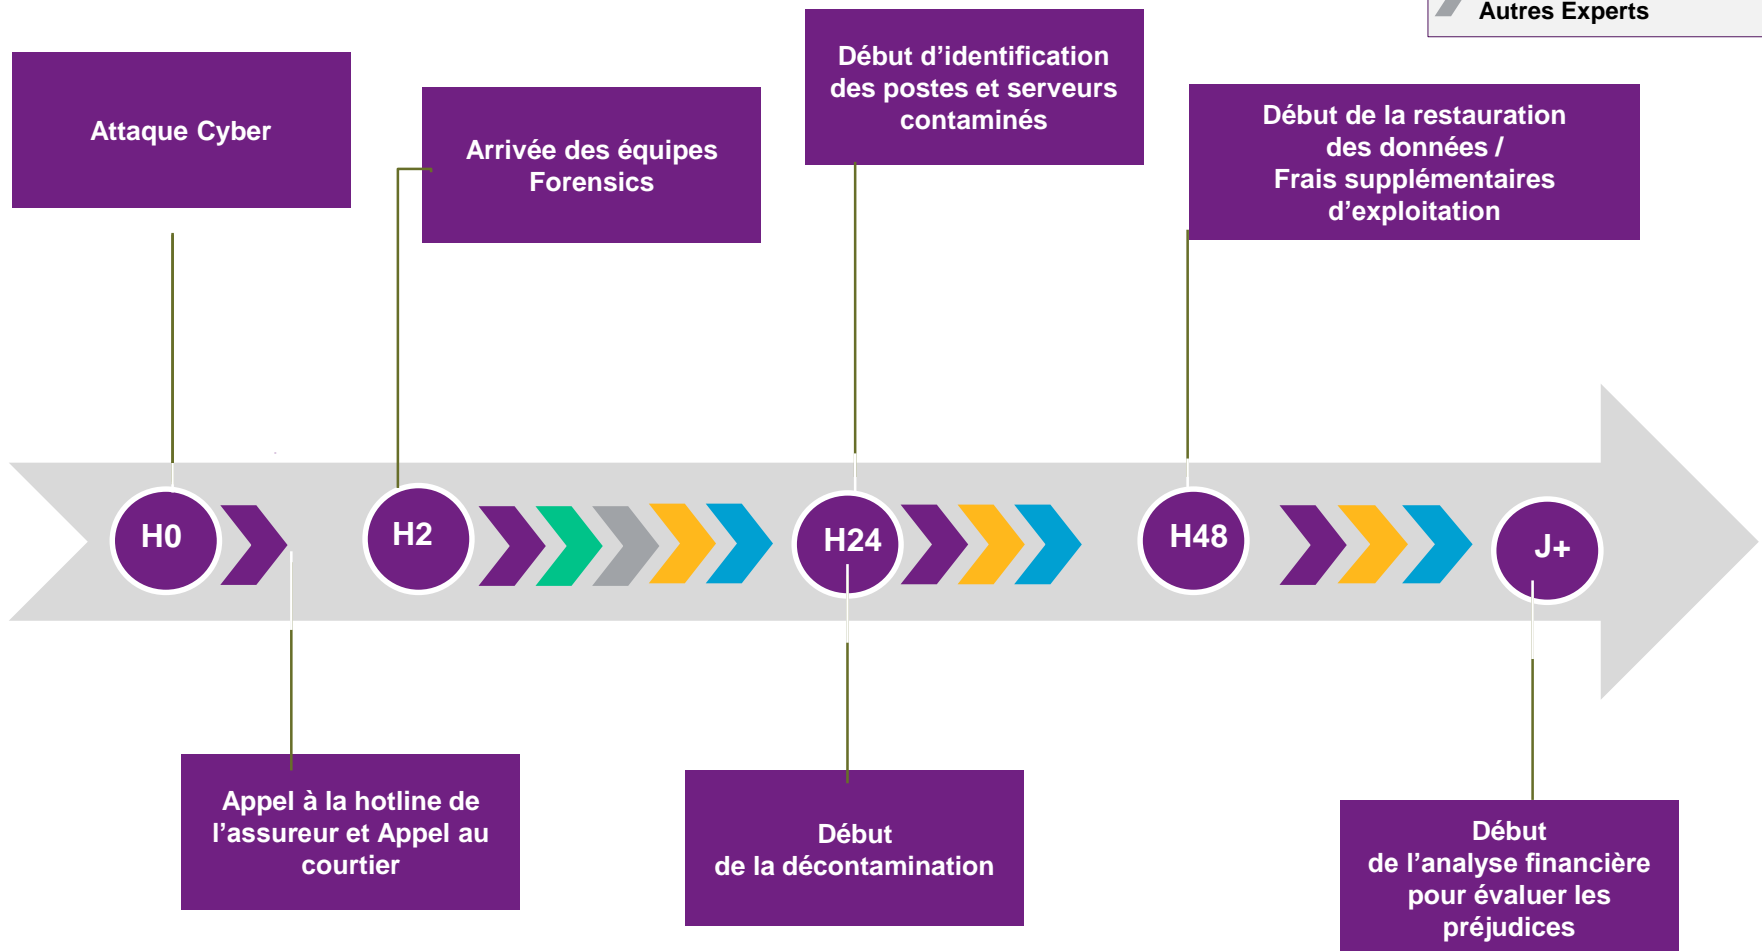 Autres Experts
Attaque Cyber
Arrivée des équipes
Forensics
Début d’identification
des postes et serveurs
contaminés
Début de la restauration
des données /
Frais supplémentaires
d’exploitation
H0
H2
H24
H48
J+
Appel à la hotline de
l’assureur et Appel au
courtier
Début
de la décontamination
Début
de l’analyse financière
pour évaluer les
préjudices